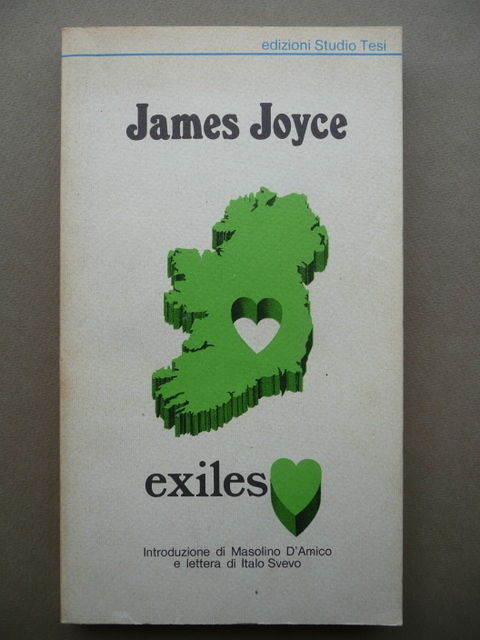 edizioni Studio Tesi
James Joyce
exiles
Introduzione di Masolino D'Amico
e lettera di Italo Svevo